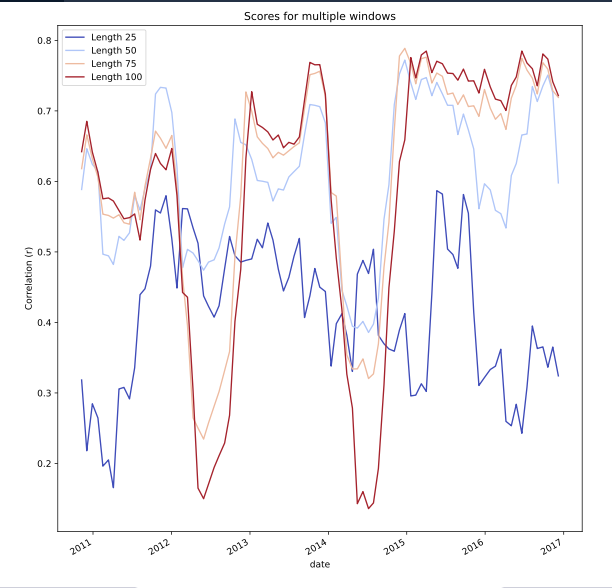 Scores for multiple windows
Length 25
Length 50
Length 75
Length 100
0.8
0.7
0.6
0.5
0.4
0.3
0.2
Correlation (r)
2011
2012
2013
2014
2015
2016
2017
date